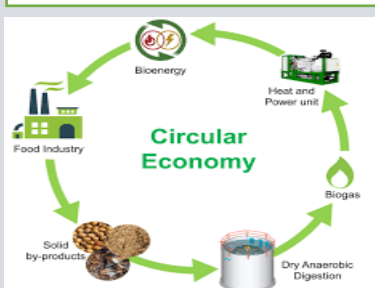 Bioenergy
Heat and
Power unit
Food Industry
Circular
Economy
Biogas
Solid
by-products
Dry Anaerobic
Digestion